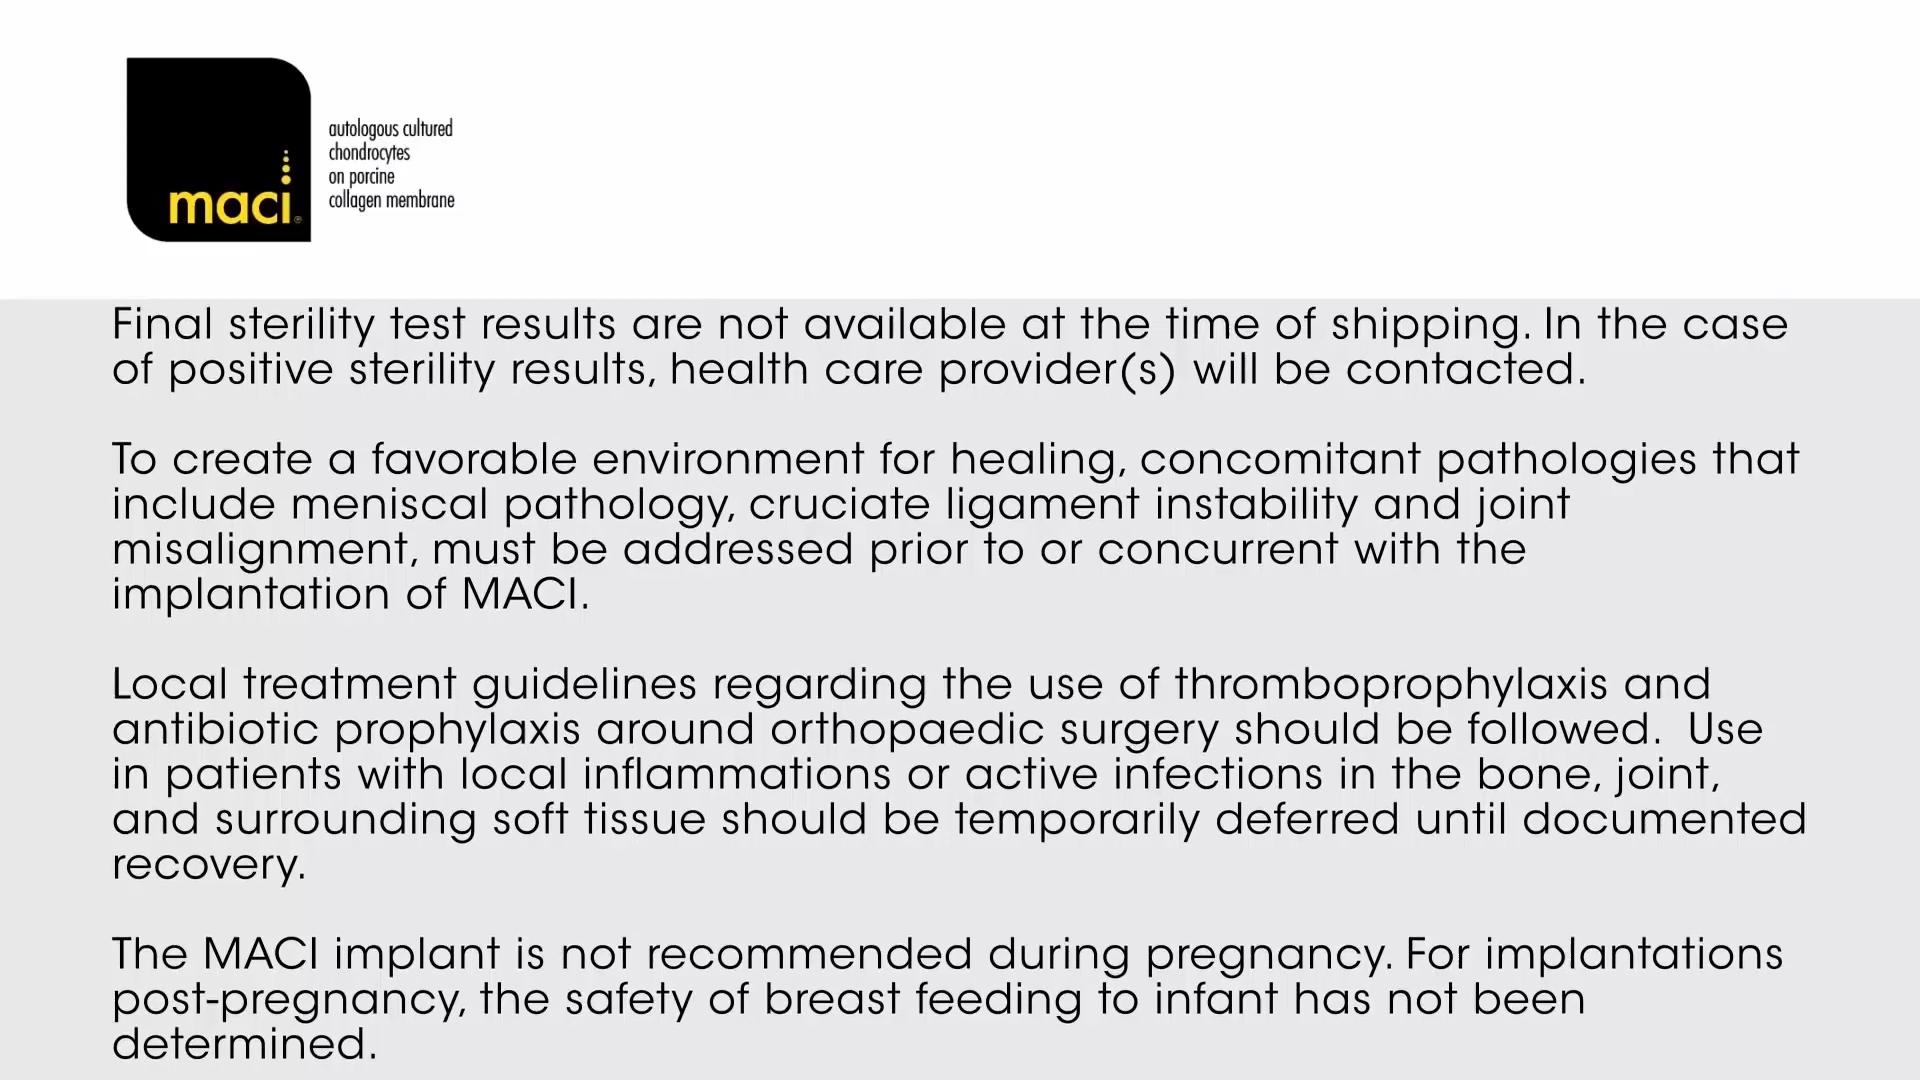 maci®
autologous cultured
chondrocytes
on porcine
collagen membrane
Final sterility test results are not available at the time of shipping. In the case
of positive sterility results, health care provider(s) will be contacted.
To create a favorable environment for healing, concomitant pathologies that
include meniscal pathology, cruciate ligament instability and joint
misalignment, must be addressed prior to or concurrent with the
implantation of MACI.
Local treatment guidelines regarding the use of thromboprophylaxis and
antibiotic prophylaxis around orthopaedic surgery should be followed.  Use
in patients with local inflammations or active infections in the bone, joint,
and surrounding soft tissue should be temporarily deferred until documented
recovery.
The MACI implant is not recommended during pregnancy. For implantations
post-pregnancy, the safety of breast feeding to infant has not been
determined.